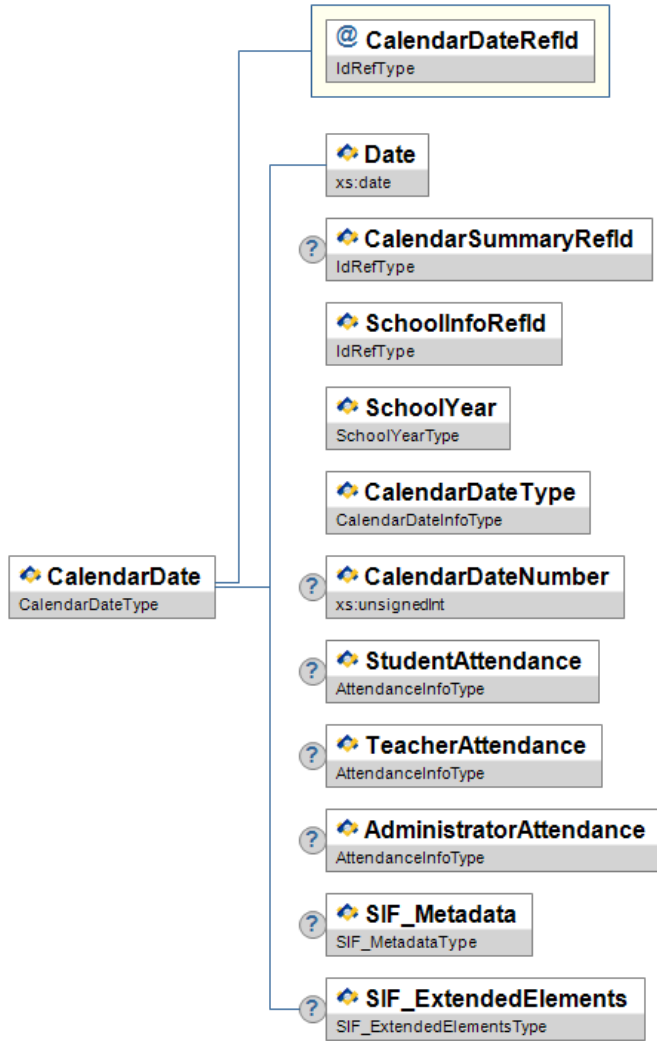 @ CalendarDateRefId
IdRefType
Date
xs:date
? CalendarSummaryRefId
IdRefType
SchoolInfoRefId
IdRefType
SchoolYear
SchoolYearType
CalendarDateType
CalendarDateInfoType
CalendarDate
CalendarDateType
? CalendarDateNumber
xs:unsignedInt
? StudentAttendance
AttendanceInfoType
? TeacherAttendance
AttendanceInfoType
? AdministratorAttendance
AttendanceInfoType
? SIF_Metadata
SIF_MetadataType
? SIF_ExtendedElements
SIF_ExtendedElementsType